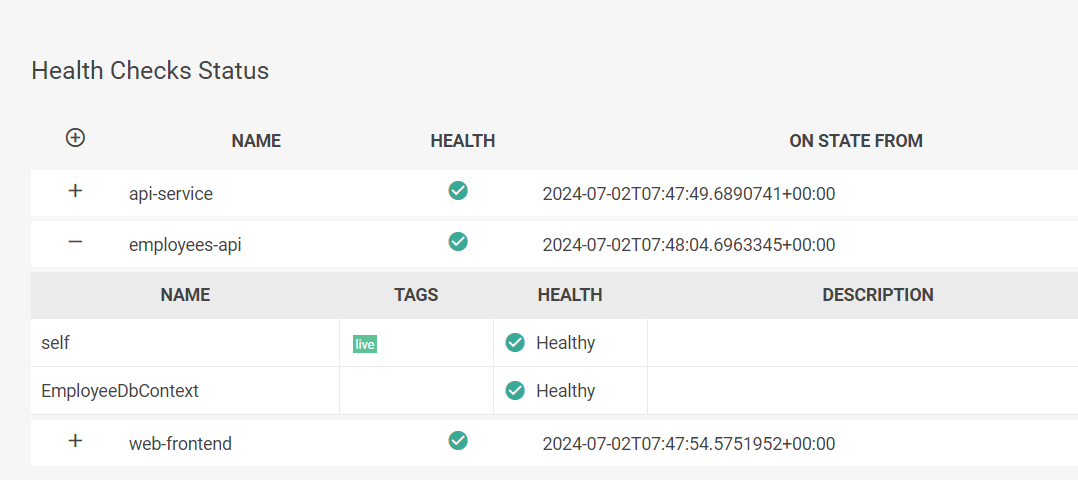 Health Checks Status
NAME HEALTH ON STATE FROM
+ api-service 2024-07-02T07:47:49.6890741+00:00
− employees-api 2024-07-02T07:48:04.6963345+00:00
NAME TAGS HEALTH DESCRIPTION
self live Healthy
EmployeeDbContext Healthy
+ web-frontend 2024-07-02T07:47:54.5751952+00:00